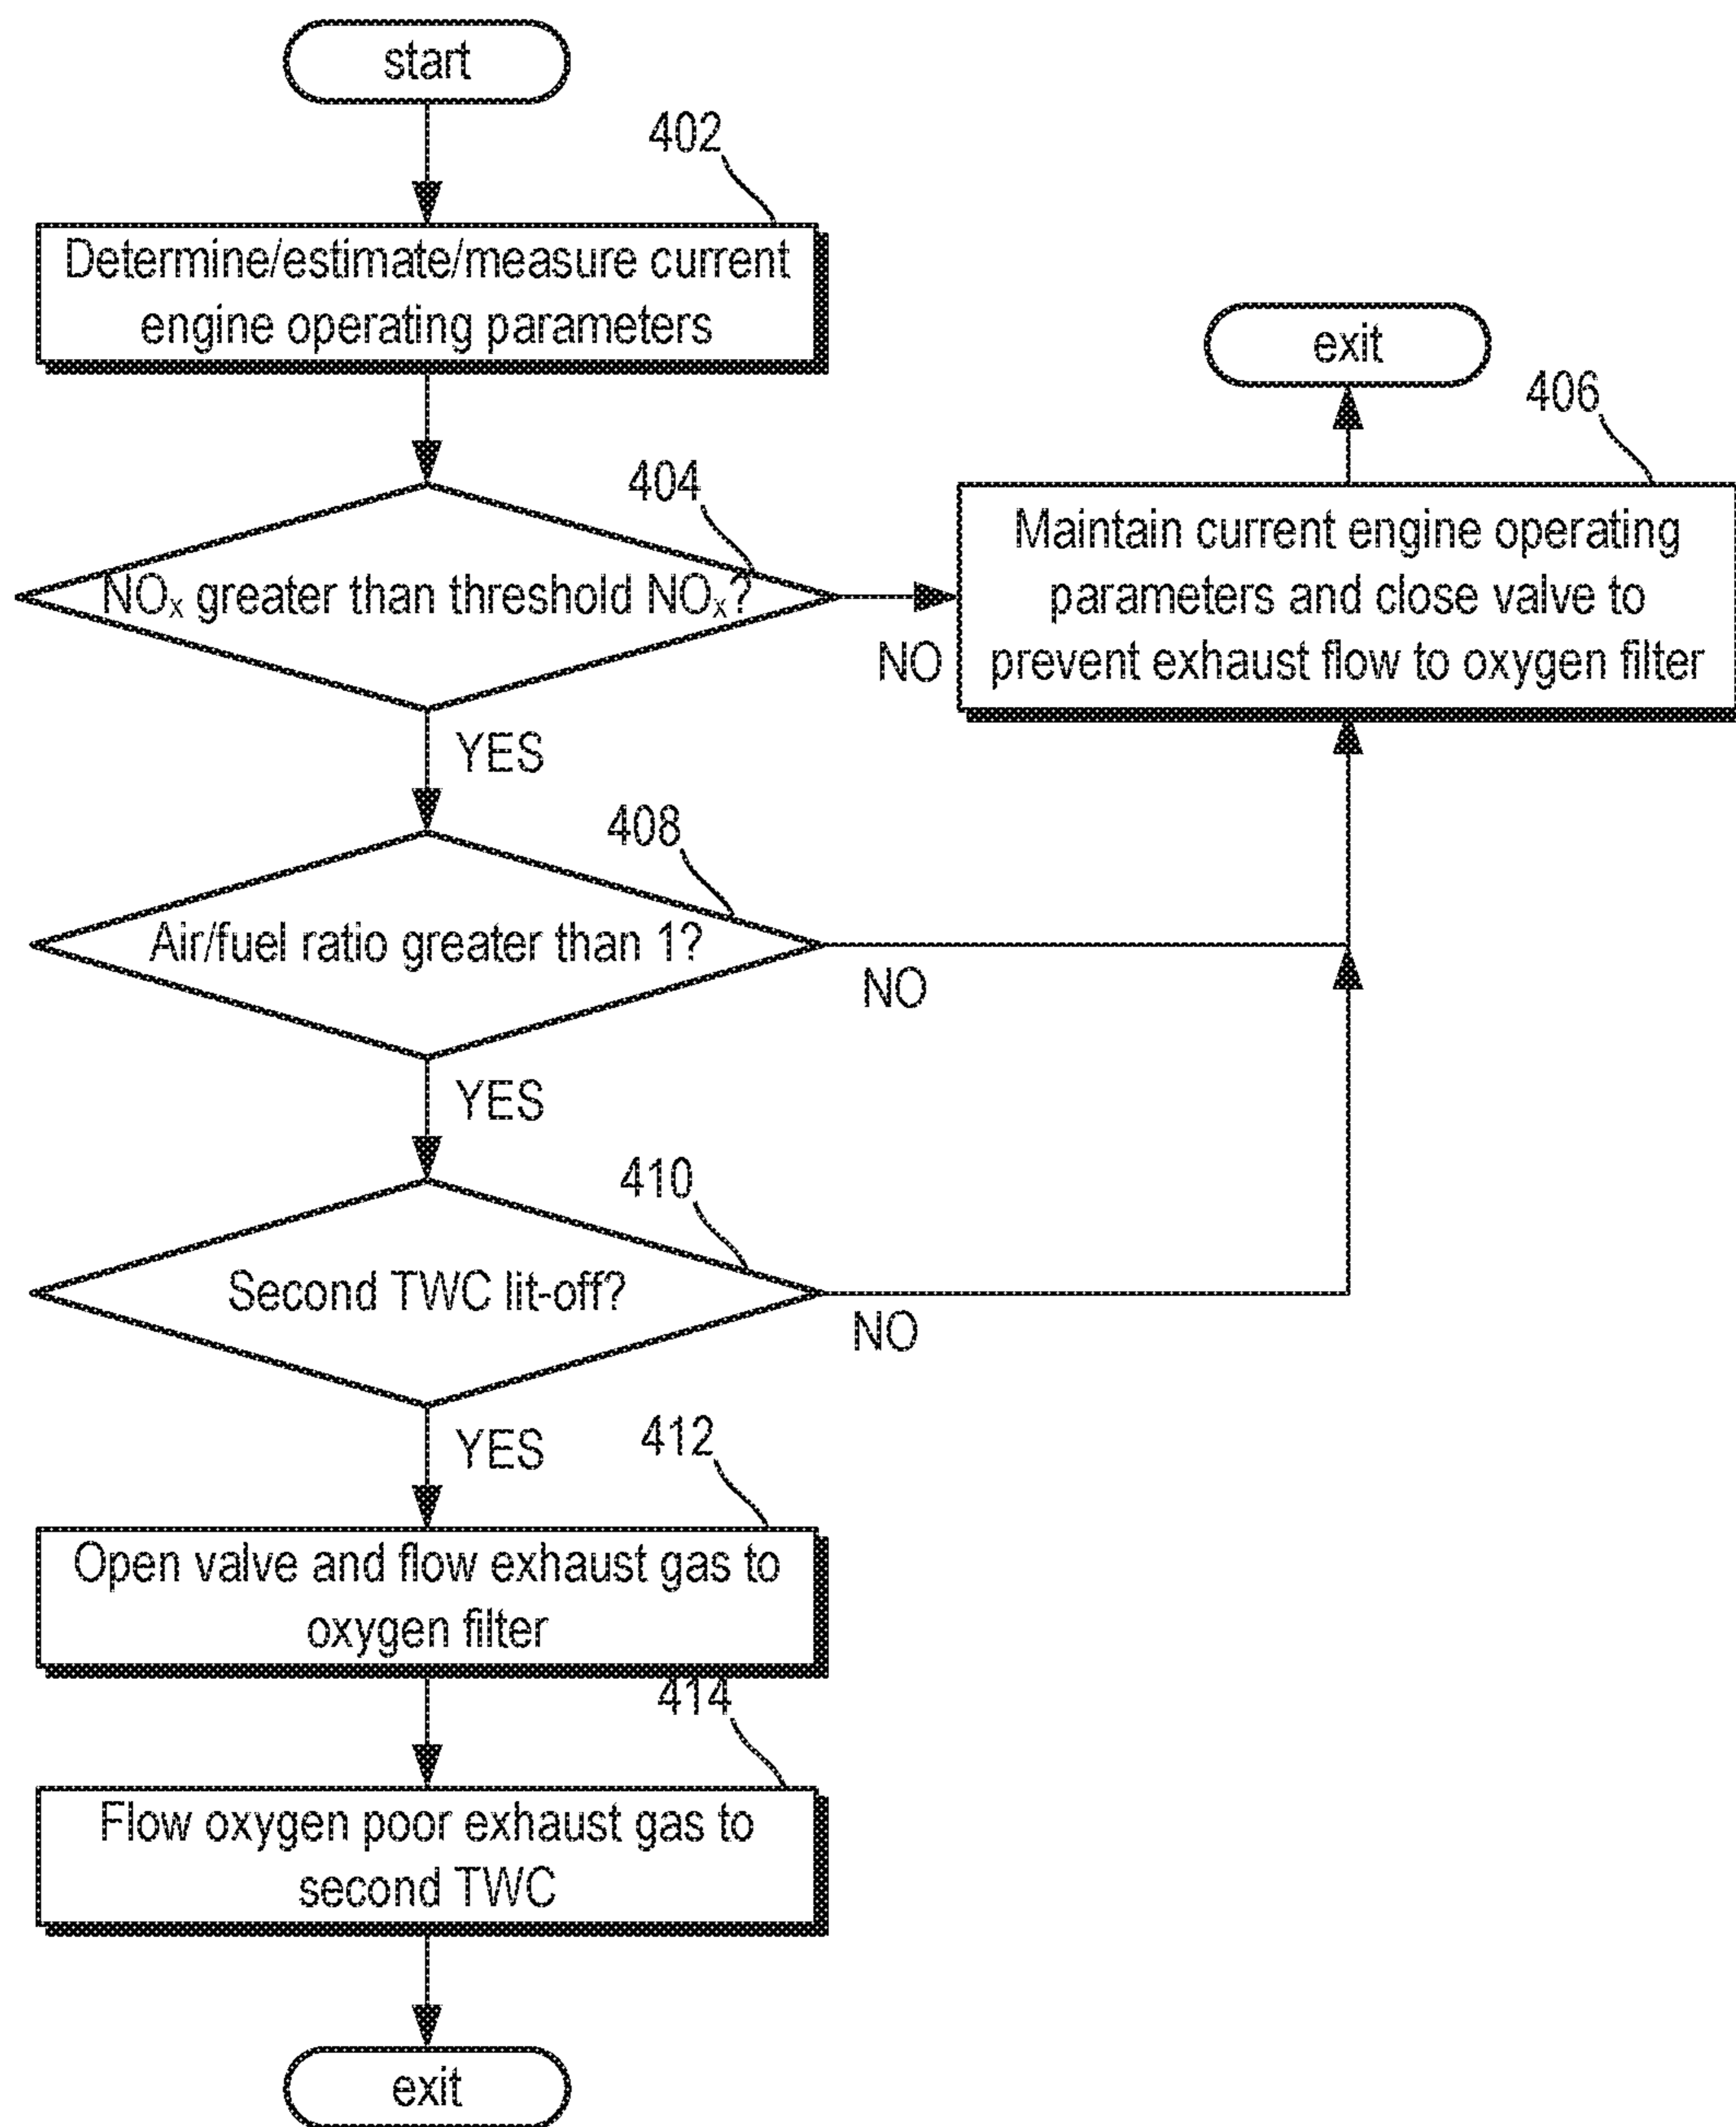 start
402
Determine/estimate/measure current
engine operating parameters
exit
406
404
NOₓ greater than threshold NOₓ?
NO
Maintain current engine operating
parameters and close valve to
prevent exhaust flow to oxygen filter
YES
408
Air/fuel ratio greater than 1?
NO
YES
410
Second TWC lit-off?
NO
YES
412
Open valve and flow exhaust gas to
oxygen filter
414
Flow oxygen poor exhaust gas to
second TWC
exit